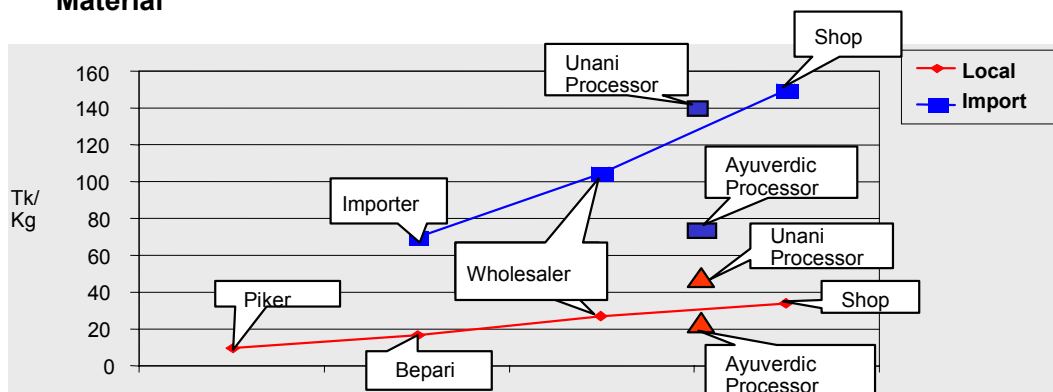 Material
Shop
Unani
Processor
Local
Import
160
140
120
100
80
60
40
20
0
Tk/
Kg
Ayuverdic
Processor
Importer
Unani
Processor
Wholesaler
Piker
Shop
Bepari
Ayuverdic
Processor